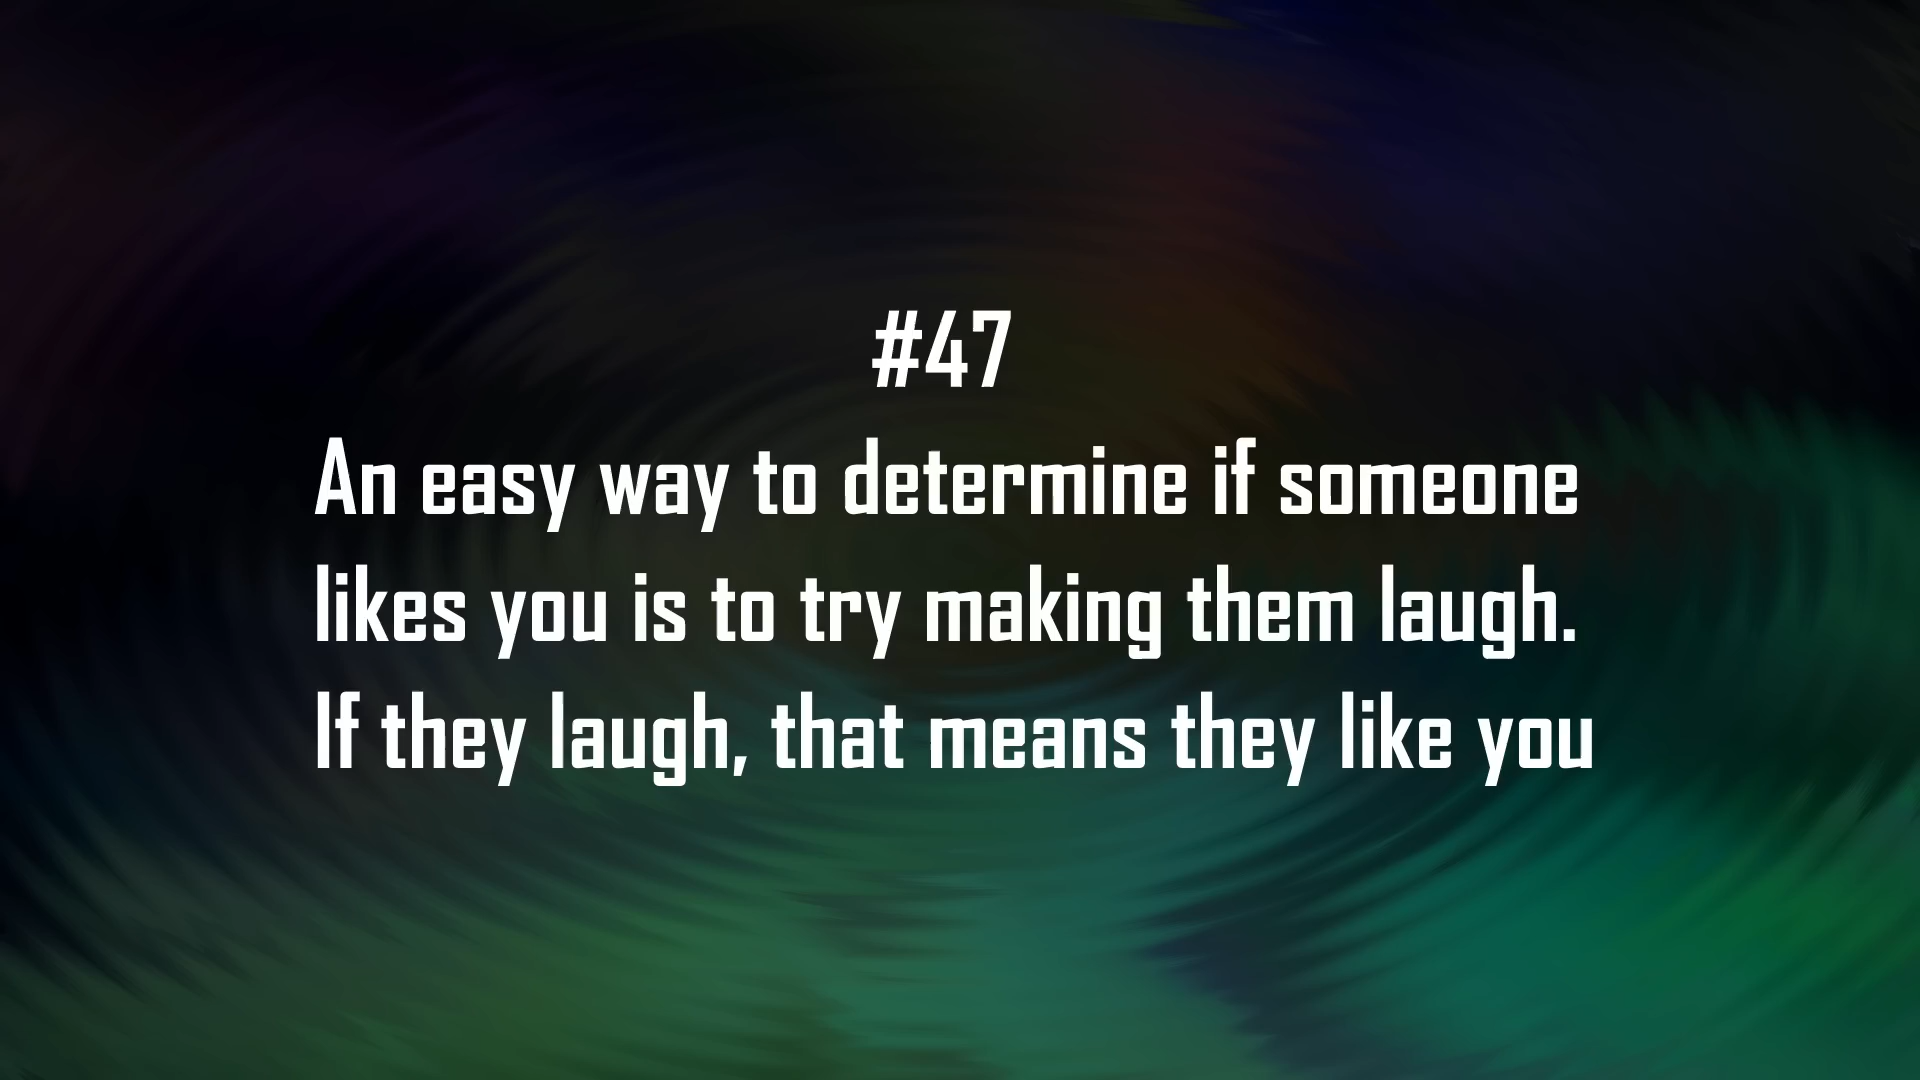 #47
An easy way to determine if someone
likes you is to try making them laugh.
If they laugh, that means they like you